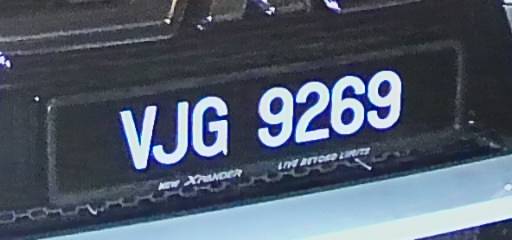 VJG 9269
NEW XPANDER LIVE BEYOND LIMITS